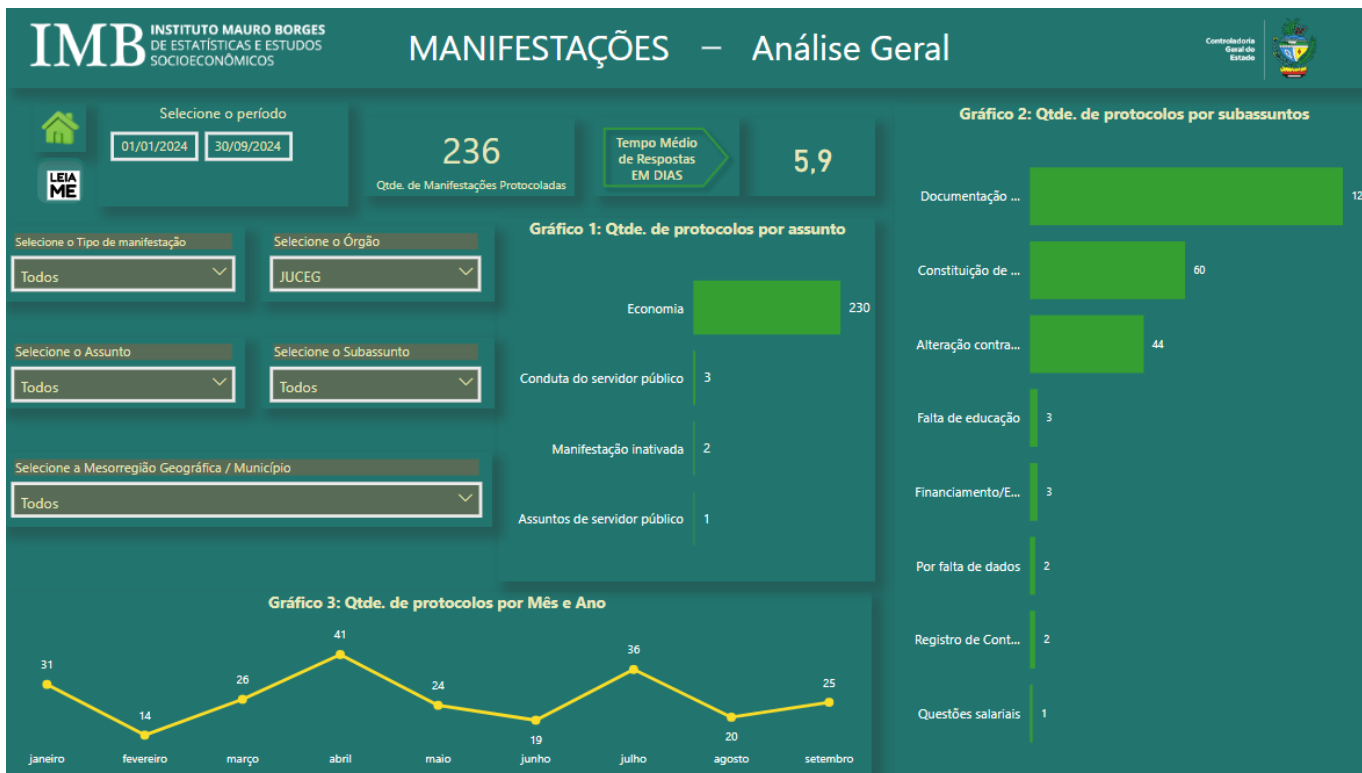 IMB
INSTITUTO MAURO BORGES
DE ESTATÍSTICAS E ESTUDOS
SOCIOECONÔMICOS
MANIFESTAÇÕES – Análise Geral
Controladoria
Geral do
Estado
Selecione o período
01/01/2024 30/09/2024
LEIA
ME
236
Qtde. de Manifestações Protocoladas
Tempo Médio
de Respostas
EM DIAS
5,9
Selecione o Tipo de manifestação
Todos
Selecione o Órgão
JUCEG
Selecione o Assunto
Todos
Selecione o Subassunto
Todos
Selecione a Mesorregião Geográfica / Município
Todos
Gráfico 1: Qtde. de protocolos por assunto
Economia 230
Conduta do servidor público 3
Manifestação inativada 2
Assuntos de servidor público 1
Gráfico 2: Qtde. de protocolos por subassuntos
Documentação ... 12
Constituição de ... 60
Alteração contra... 44
Falta de educação 3
Financiamento/E... 3
Por falta de dados 2
Registro de Cont... 2
Questões salariais 1
Gráfico 3: Qtde. de protocolos por Mês e Ano
31 14 26 41 24 19 36 20 25
janeiro fevereiro março abril maio junho julho agosto setembro